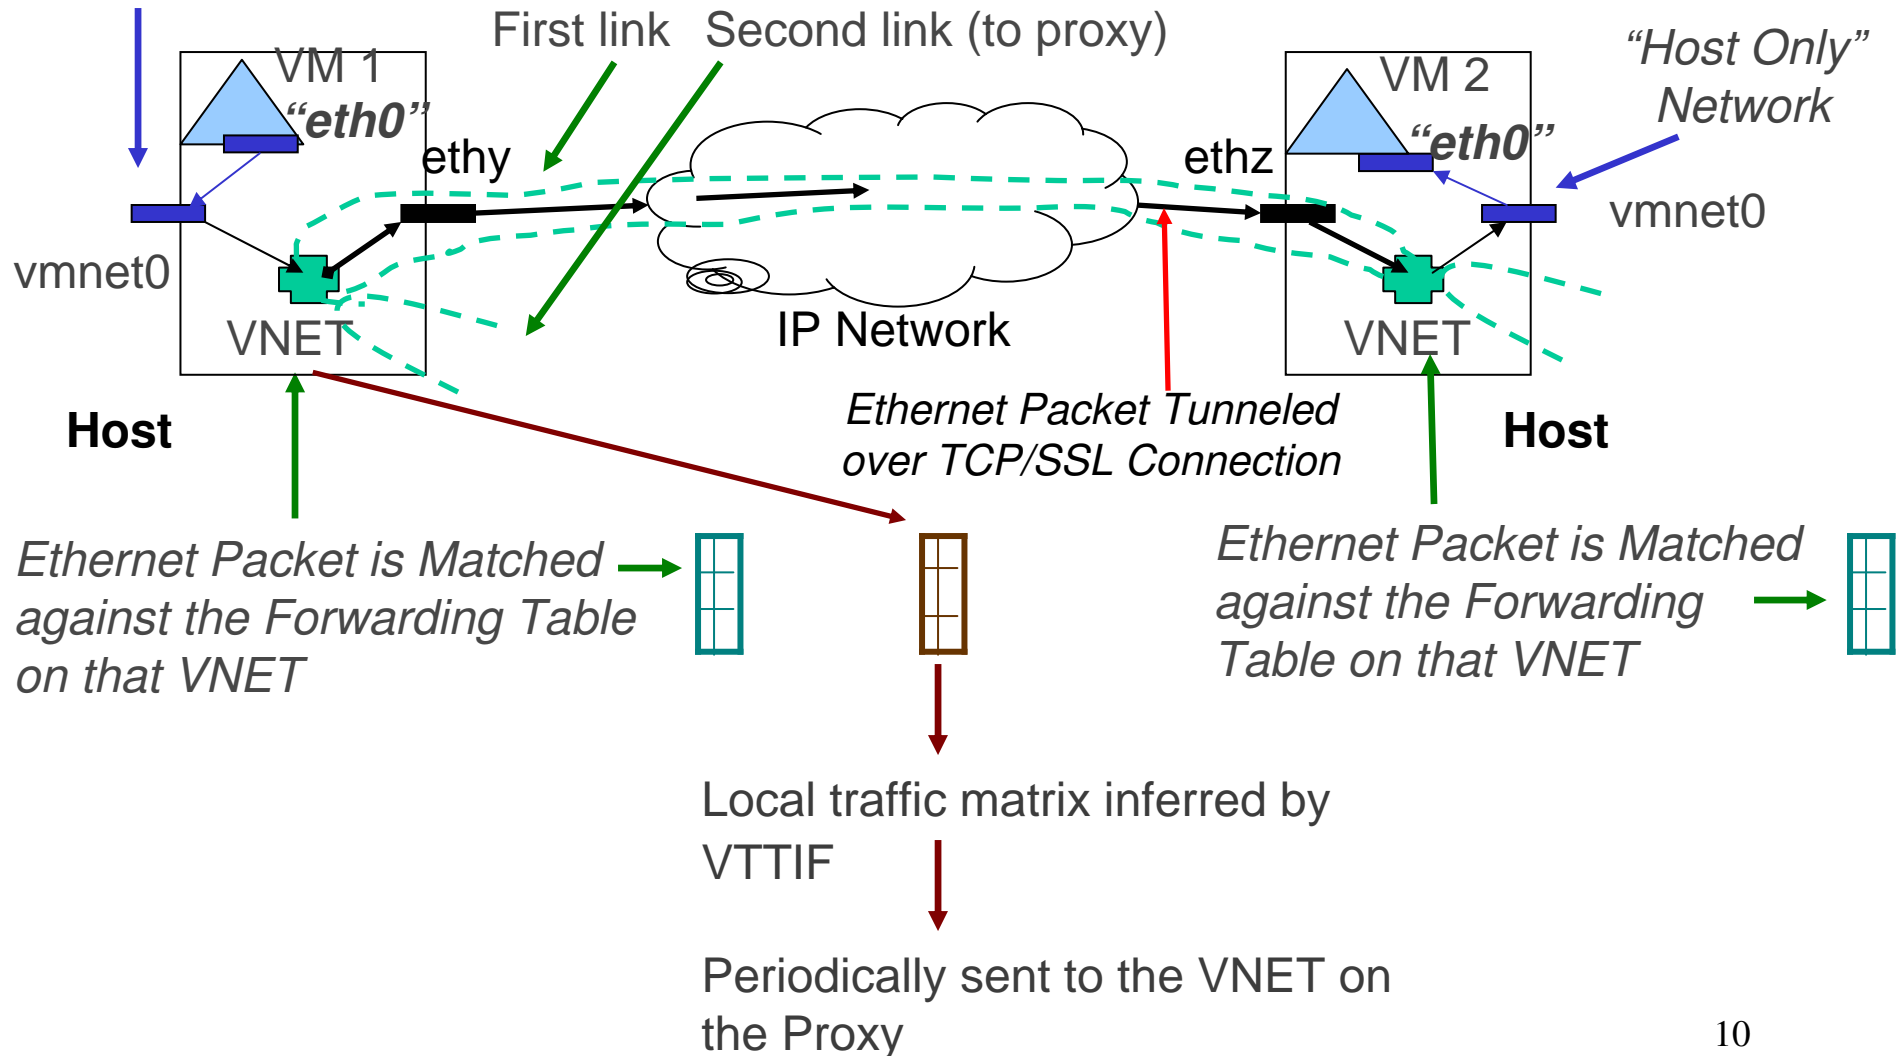 First link
Second link (to proxy)
“Host Only”
Network
VM 1
“eth0”
VM 2
“eth0”
ethy
ethz
vmnet0
vmnet0
VNET
IP Network
VNET
Host
Ethernet Packet Tunneled
over TCP/SSL Connection
Host
Ethernet Packet is Matched
against the Forwarding Table
on that VNET
Ethernet Packet is Matched
against the Forwarding
Table on that VNET
Local traffic matrix inferred by
VTTIF
Periodically sent to the VNET on
the Proxy
10